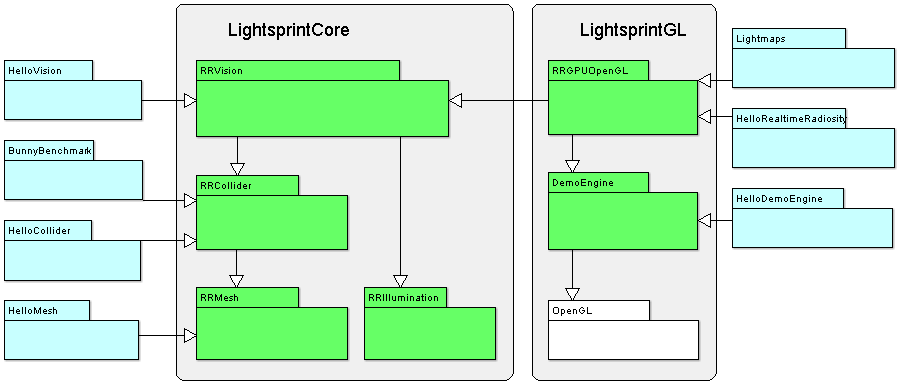 LightsprintCore
LightsprintGL
HelloVision
BunnyBenchmark
HelloCollider
HelloMesh
RRVision
RRCollider
RRMesh
RRIllumination
RRGPUOpenGL
DemoEngine
OpenGL
Lightmaps
HelloRealtimeRadiosity
HelloDemoEngine